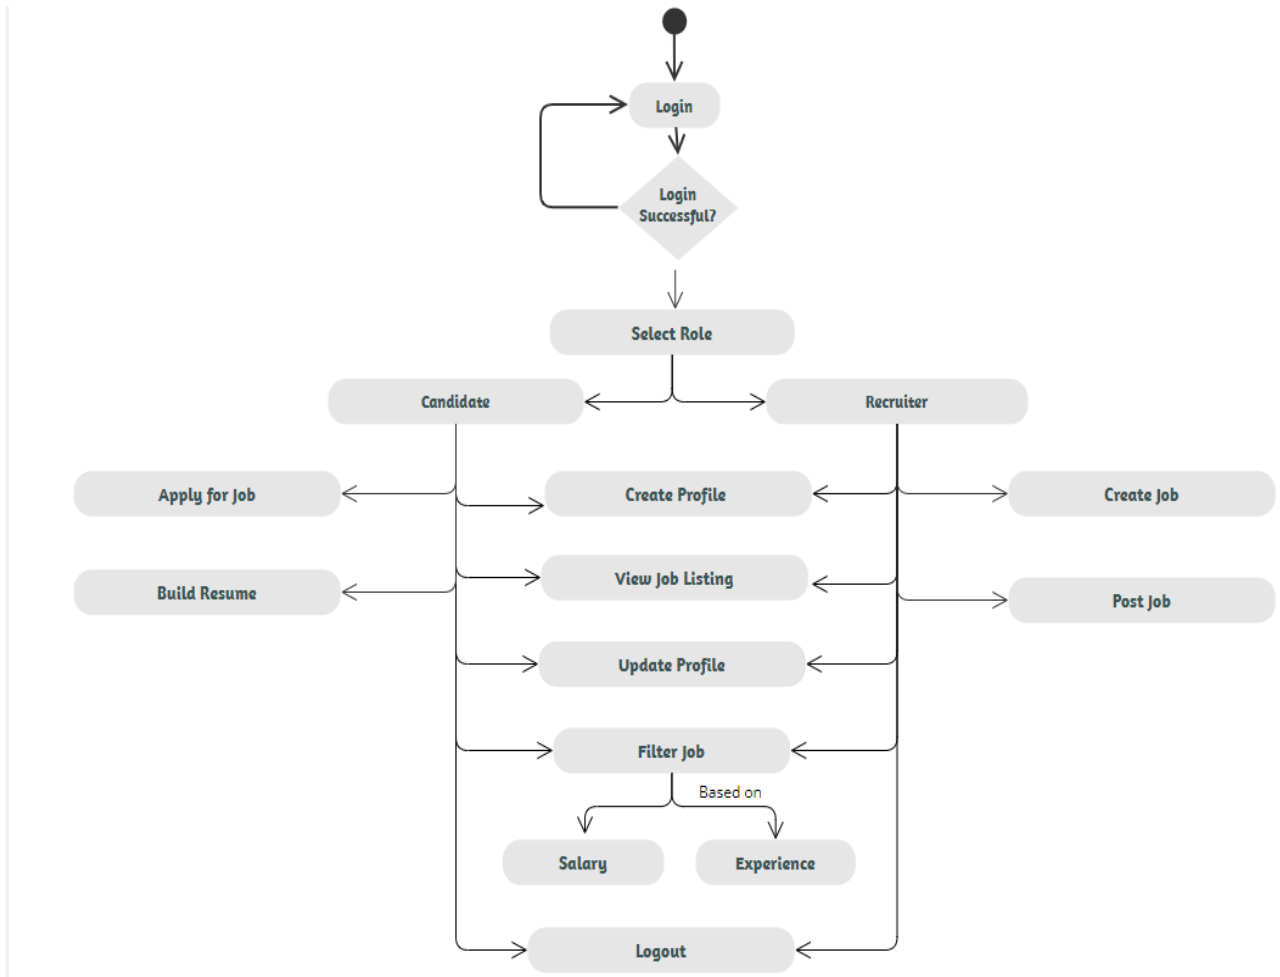 Login
Login
Successful?
Select Role
Candidate
Recruiter
Apply for Job
Create Profile
Create Job
View Job Listing
Build Resume
Post Job
Update Profile
Filter Job
Based on
Salary
Experience
Logout